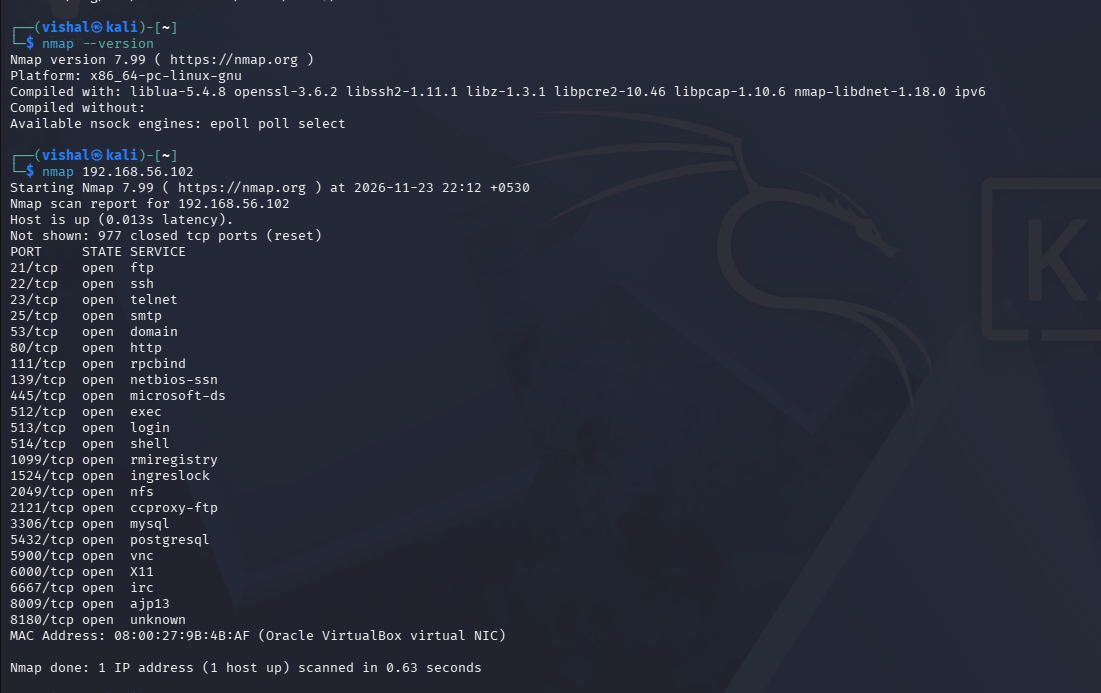 ┌──(vishal㉿kali)-[~]
└─$ nmap --version
Nmap version 7.99 ( https://nmap.org )
Platform: x86_64-pc-linux-gnu
Compiled with: liblua-5.4.8 openssl-3.6.2 libssh2-1.11.1 libz-1.3.1 libpcre2-10.46 libpcap-1.10.6 nmap-libdnet-1.18.0 ipv6
Compiled without:
Available nsock engines: epoll poll select
┌──(vishal㉿kali)-[~]
└─$ nmap 192.168.56.102
Starting Nmap 7.99 ( https://nmap.org ) at 2026-11-23 22:12 +0530
Nmap scan report for 192.168.56.102
Host is up (0.013s latency).
Not shown: 977 closed tcp ports (reset)
PORT     STATE SERVICE
21/tcp   open  ftp
22/tcp   open  ssh
23/tcp   open  telnet
25/tcp   open  smtp
53/tcp   open  domain
80/tcp   open  http
111/tcp  open  rpcbind
139/tcp  open  netbios-ssn
445/tcp  open  microsoft-ds
512/tcp  open  exec
513/tcp  open  login
514/tcp  open  shell
1099/tcp open  rmiregistry
1524/tcp open  ingreslock
2049/tcp open  nfs
2121/tcp open  ccproxy-ftp
3306/tcp open  mysql
5432/tcp open  postgresql
5900/tcp open  vnc
6000/tcp open  X11
6667/tcp open  irc
8009/tcp open  ajp13
8180/tcp open  unknown
MAC Address: 08:00:27:9B:4B:AF (Oracle VirtualBox virtual NIC)
Nmap done: 1 IP address (1 host up) scanned in 0.63 seconds